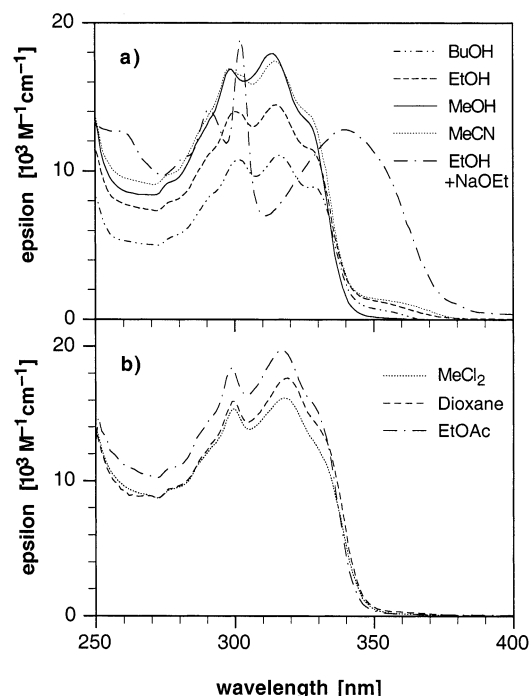 20
a)
BuOH
EtOH
MeOH
MeCN
EtOH
+NaOEt
10
epsilon [10³ M⁻¹cm⁻¹]
0
20
b)
MeCl₂
Dioxane
EtOAc
10
epsilon [10³ M⁻¹cm⁻¹]
0
250 300 350 400
wavelength [nm]